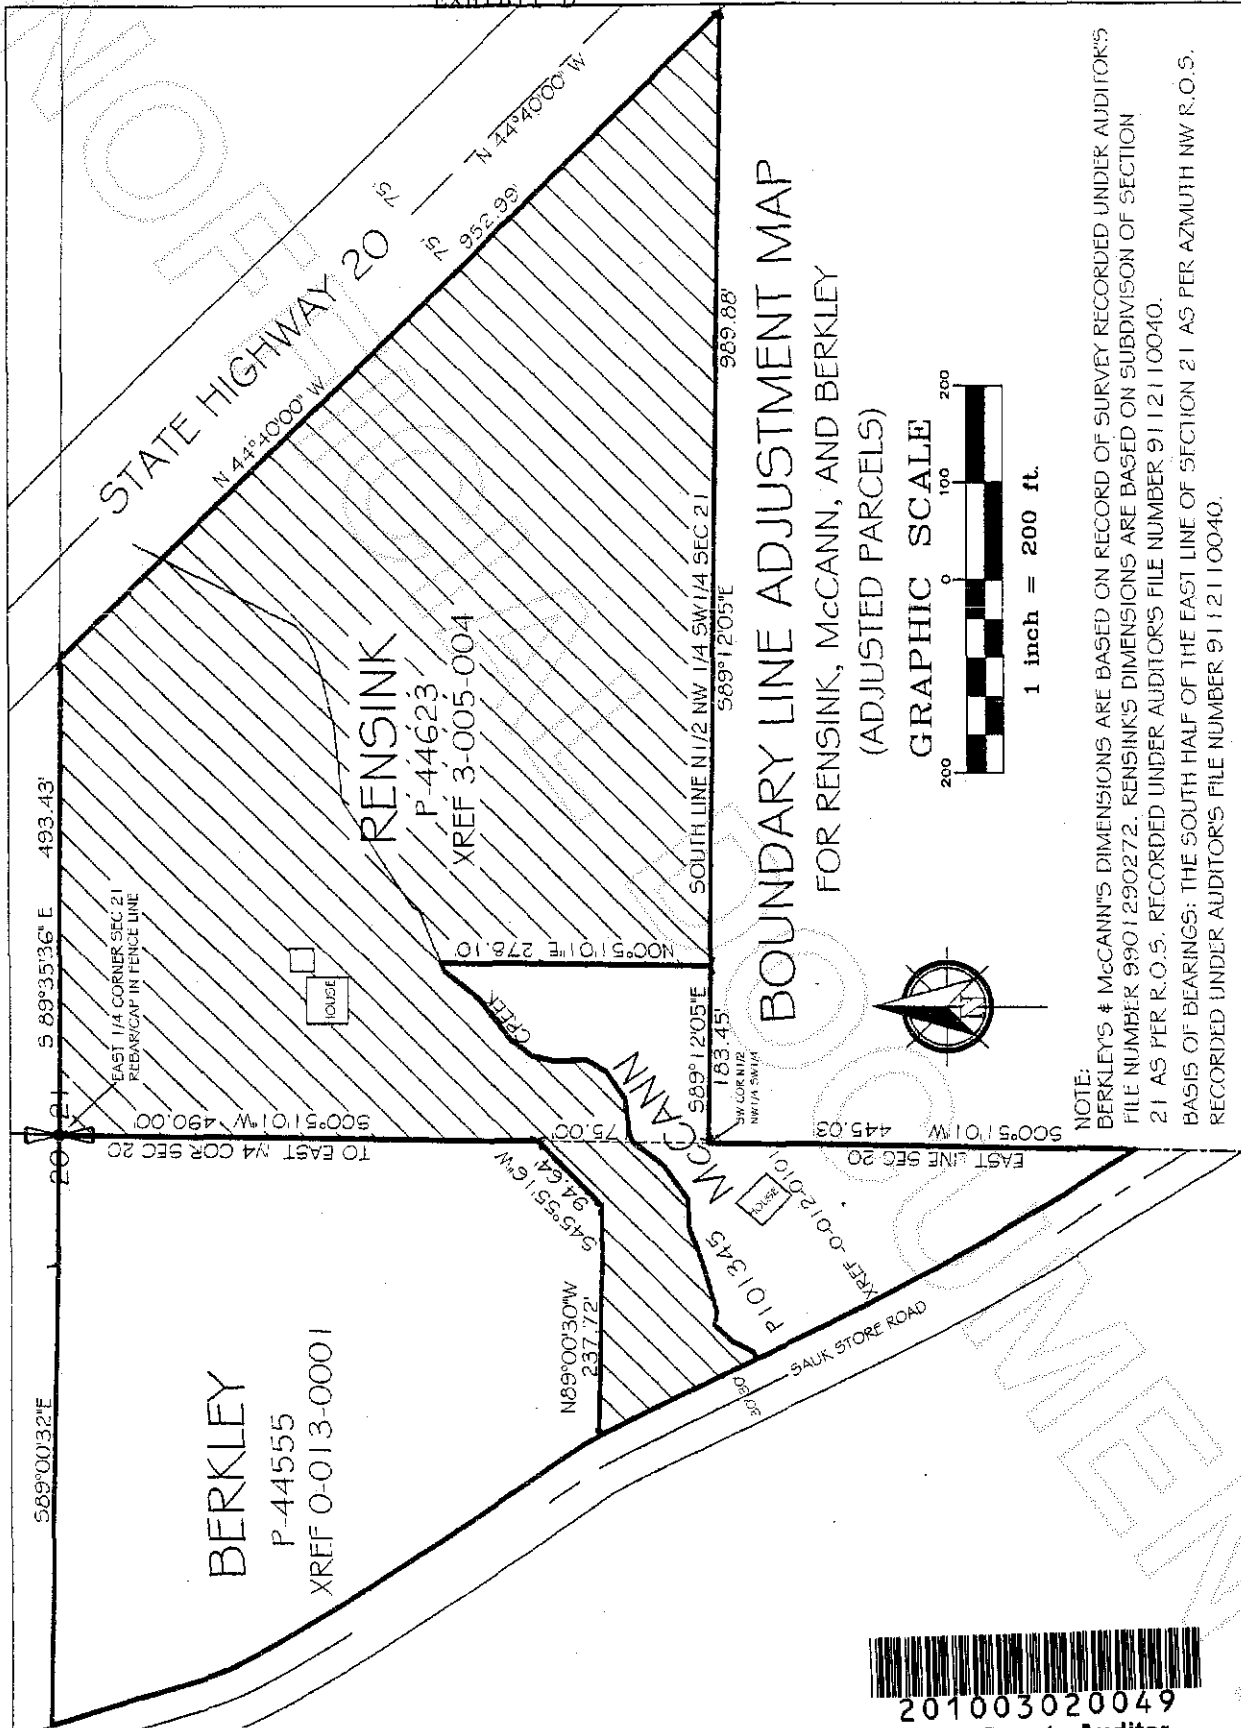 S89°00'32"E
20 21
S 89°35'36" E 493.43'
EAST 1/4 CORNER SEC 21
REBAR/CAP IN FENCE LINE
STATE HIGHWAY 20
N 44°40'00" W
75'
75'
952.99'
N 44°40'00" W
BERKLEY
P-44555
XREF 0-013-0001
TO EAST N4 COR SEC 20
S00°51'01"W 490.00'
HOUSE
RENSINK
P-44623
XREF 3-005-004
CREEK
N00°51'01"E 278.10'
S45°55'16"W
94.64'
N89°00'30"W
237.72'
75.00'
McCANN
P101345
HOUSE
XREF-0-012-0101
SAUK STORE ROAD
30'
30'
EAST LINE SEC 20
S00°51'01"W 445.03
S89°12'05"E
183.45'
SW COR N1/2
NW1/4 SW1/4
SOUTH LINE N1/2 NW 1/4 SW1/4 SEC 21
S89°12'05"E
989.88'
BOUNDARY LINE ADJUSTMENT MAP
FOR RENSINK, McCANN, AND BERKLEY
(ADJUSTED PARCELS)
GRAPHIC SCALE
200 0 100 200
1 inch = 200 ft.
N
NOTE:
BERKLEY'S & McCANN'S DIMENSIONS ARE BASED ON RECORD OF SURVEY RECORDED UNDER AUDITOR'S
FILE NUMBER 9901290272. RENSINK'S DIMENSIONS ARE BASED ON SUBDIVISON OF SECTION
21 AS PER R.O.S. RECORDED UNDER AUDITOR'S FILE NUMBER 9112110040.
BASIS OF BEARINGS: THE SOUTH HALF OF THE EAST LINE OF SECTION 21 AS PER AZMUTH NW R.O.S.
RECORDED UNDER AUDITOR'S FILE NUMBER 9112110040.
201003020049
UNOFFICIAL DOCUMENT